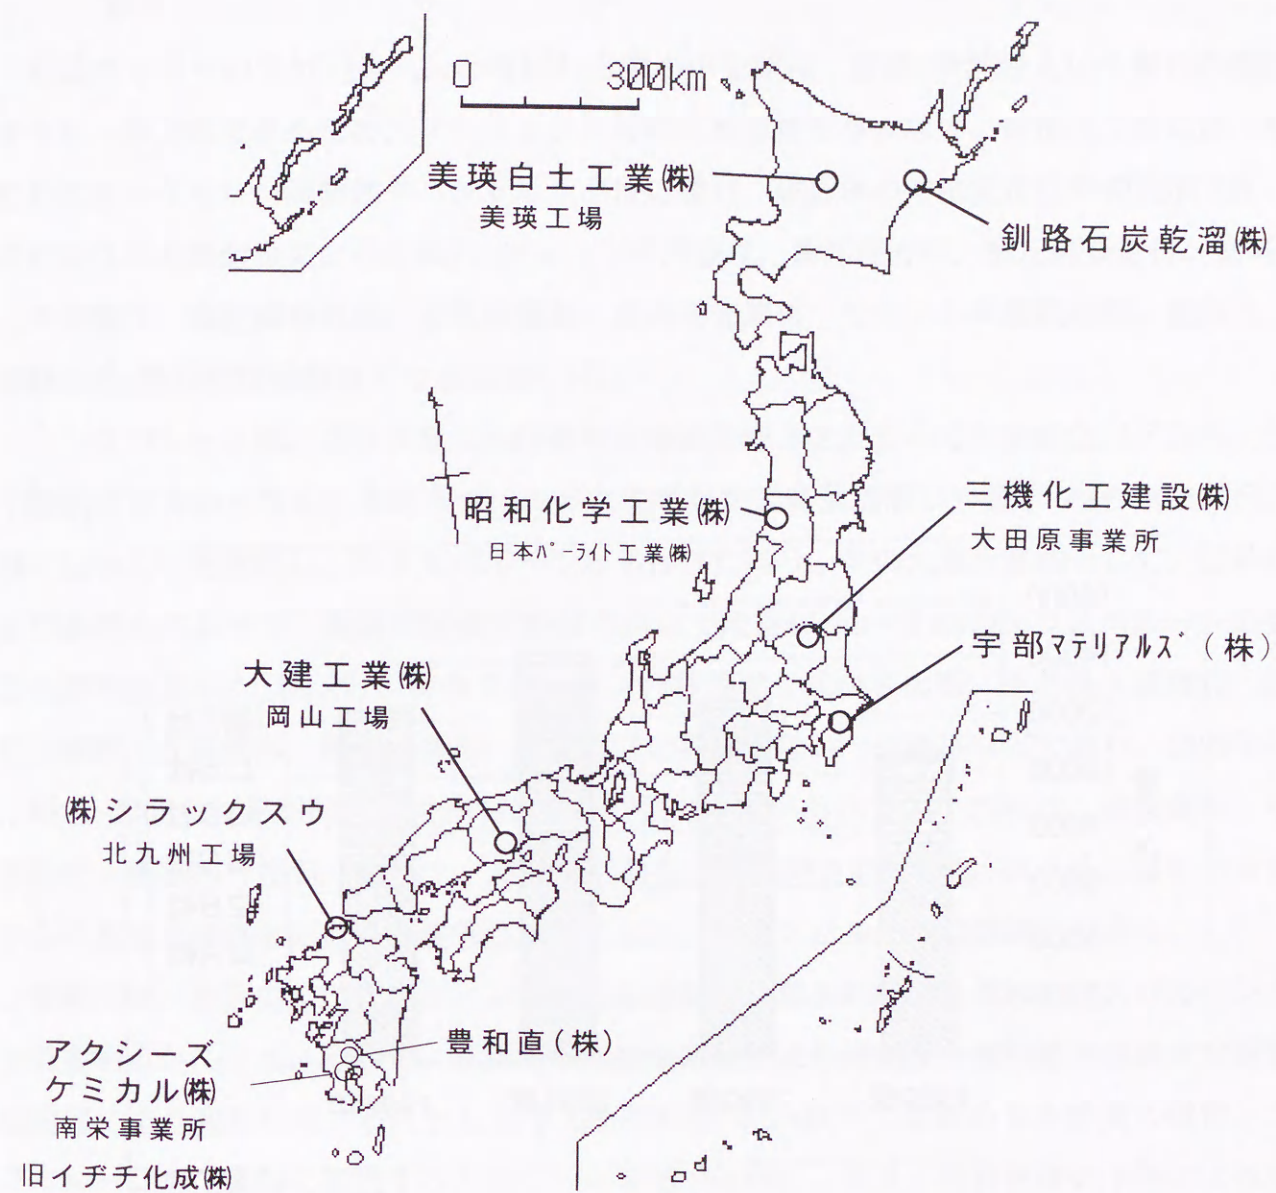 0 300km
美瑛白土工業㈱
美瑛工場
釧路石炭乾溜㈱
昭和化学工業㈱
日本ﾊﾟｰﾗｲﾄ工業㈱
三機化工建設㈱
大田原事業所
宇部ﾏﾃﾘｱﾙｽﾞ(株)
大建工業㈱
岡山工場
㈱シラックスウ
北九州工場
豊和直(株)
アクシーズ
ケミカル㈱
南栄事業所
旧イヂチ化成㈱